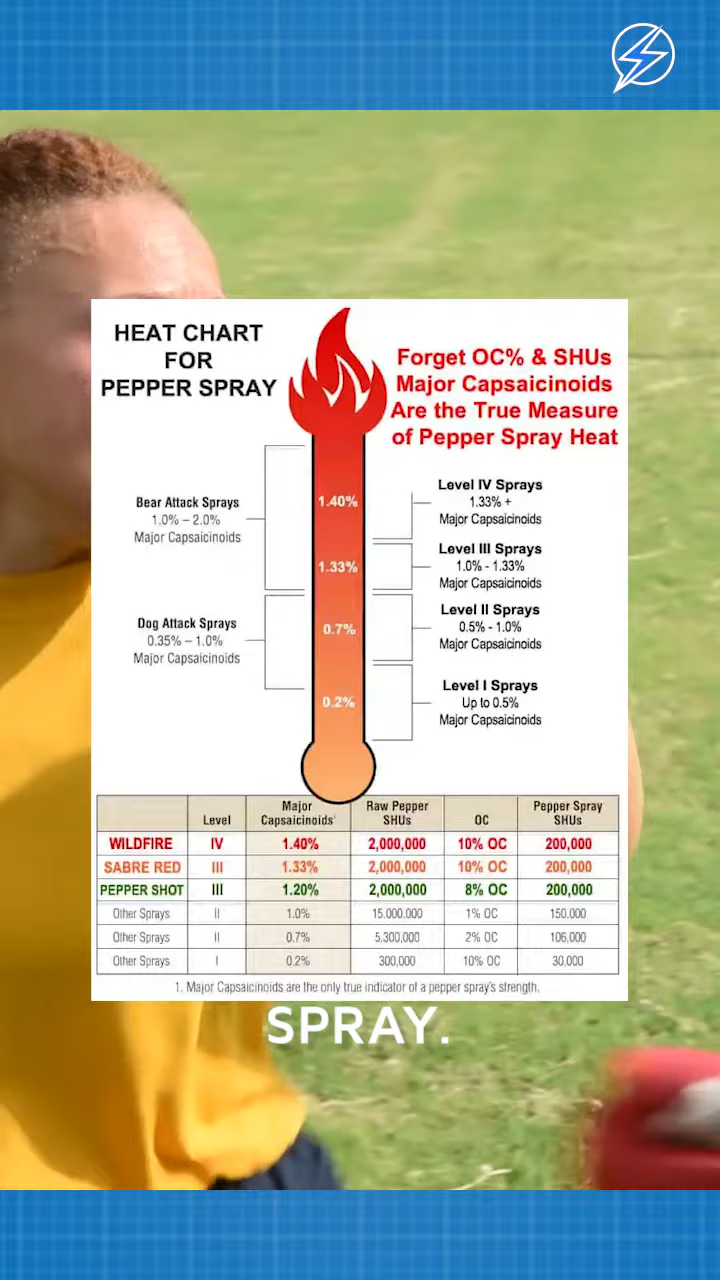 HEAT CHART
FOR
PEPPER SPRAY
Forget OC% & SHUs
Major Capsaicinoids
Are the True Measure
of Pepper Spray Heat
Bear Attack Sprays
1.0% – 2.0%
Major Capsaicinoids
Dog Attack Sprays
0.35% – 1.0%
Major Capsaicinoids
1.40%
1.33%
0.7%
0.2%
Level IV Sprays
1.33% +
Major Capsaicinoids
Level III Sprays
1.0% - 1.33%
Major Capsaicinoids
Level II Sprays
0.5% - 1.0%
Major Capsaicinoids
Level I Sprays
Up to 0.5%
Major Capsaicinoids
Level Major Capsaicinoids¹ Raw Pepper SHUs OC Pepper Spray SHUs
WILDFIRE IV 1.40% 2,000,000 10% OC 200,000
SABRE RED III 1.33% 2,000,000 10% OC 200,000
PEPPER SHOT III 1.20% 2,000,000 8% OC 200,000
Other Sprays II 1.0% 15.000.000 1% OC 150.000
Other Sprays II 0.7% 5,300,000 2% OC 106,000
Other Sprays I 0.2% 300,000 10% OC 30,000
1. Major Capsaicinoids are the only true indicator of a pepper spray's strength.
SPRAY.